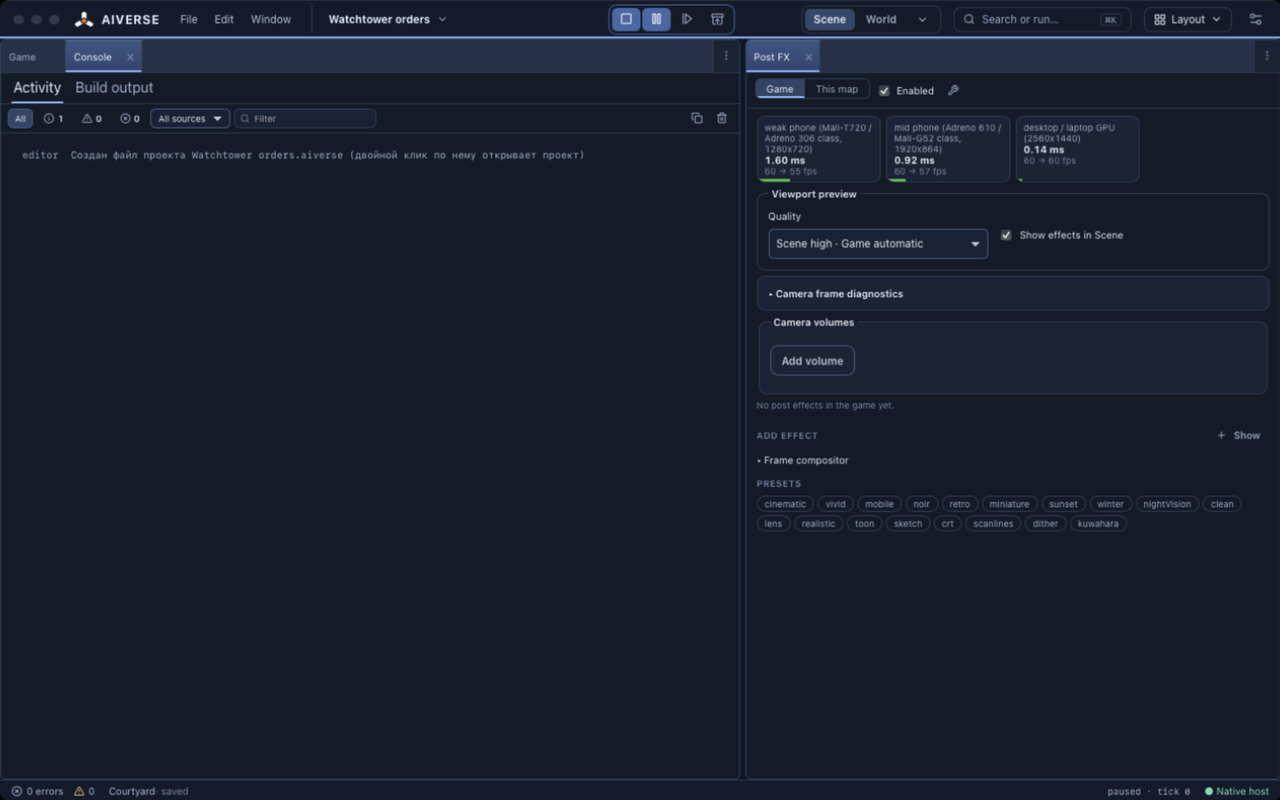 AIVERSE File Edit Window Watchtower orders Scene World Search or run... ⌘K Layout
Game Console
Activity Build output
All 1 0 0 All sources Filter
editor Создан файл проекта Watchtower orders.aiverse (двойной клик по нему открывает проект)
Post FX
Game This map Enabled
weak phone (Mali-T720 /
Adreno 306 class,
1280x720)
1.60 ms
60 → 55 fps
mid phone (Adreno 610 /
Mali-G52 class,
1920x864)
0.92 ms
60 → 57 fps
desktop / laptop GPU
(2560x1440)
0.14 ms
60 → 60 fps
Viewport preview
Quality
Scene high · Game automatic
Show effects in Scene
Camera frame diagnostics
Camera volumes
Add volume
No post effects in the game yet.
ADD EFFECT + Show
Frame compositor
PRESETS
cinematic vivid mobile noir retro miniature sunset winter nightVision clean
lens realistic toon sketch crt scanlines dither kuwahara
0 errors 0 Courtyard · saved paused · tick 0 Native host